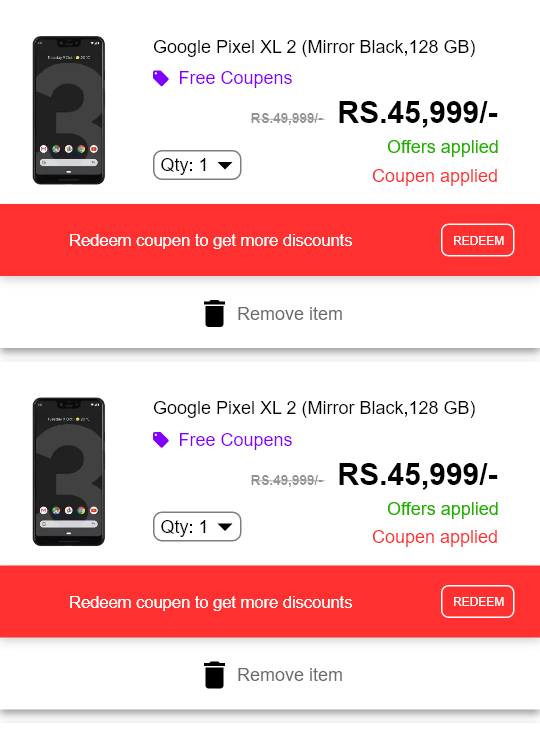 Google Pixel XL 2 (Mirror Black,128 GB)
Free Coupens
RS.49,999/- RS.45,999/-
Offers applied
Qty: 1
Coupen applied
Redeem coupen to get more discounts REDEEM
Remove item
Google Pixel XL 2 (Mirror Black,128 GB)
Free Coupens
RS.49,999/- RS.45,999/-
Offers applied
Qty: 1
Coupen applied
Redeem coupen to get more discounts REDEEM
Remove item